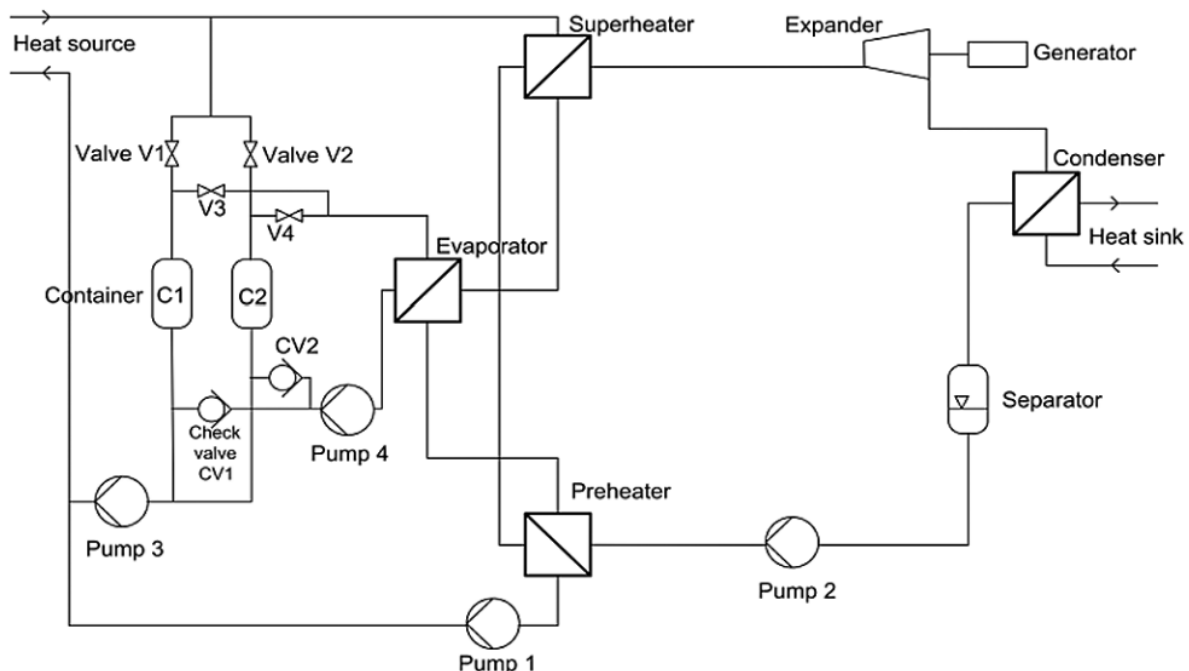 Superheater
Expander
Heat source
Generator
Valve V1
Valve V2
Condenser
V3
V4
Evaporator
Heat sink
Container
C1
C2
CV2
Separator
Check
valve
CV1
Pump 4
Preheater
Pump 3
Pump 2
Pump 1